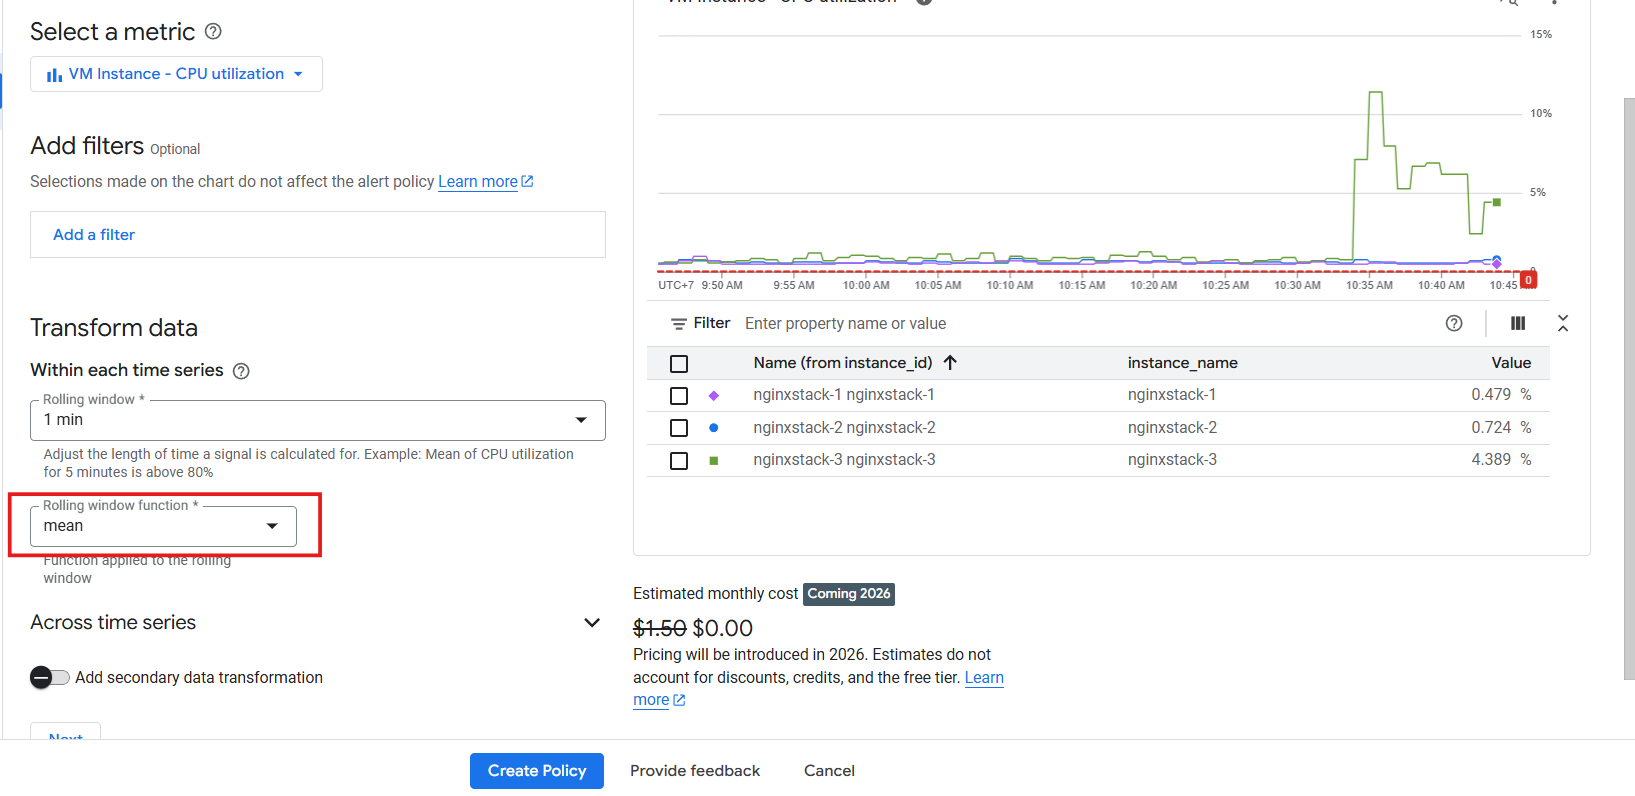 Select a metric
VM Instance - CPU utilization
Add filters Optional
Selections made on the chart do not affect the alert policy Learn more
Add a filter
Transform data
Within each time series
Rolling window *
1 min
Adjust the length of time a signal is calculated for. Example: Mean of CPU utilization
for 5 minutes is above 80%
Rolling window function *
mean
Function applied to the rolling
window
Across time series
Add secondary data transformation
Next
VM Instance - CPU utilization
15%
10%
5%
0
UTC+7 9:50 AM 9:55 AM 10:00 AM 10:05 AM 10:10 AM 10:15 AM 10:20 AM 10:25 AM 10:30 AM 10:35 AM 10:40 AM 10:45
Filter Enter property name or value
Name (from instance_id) instance_name Value
nginxstack-1 nginxstack-1 nginxstack-1 0.479 %
nginxstack-2 nginxstack-2 nginxstack-2 0.724 %
nginxstack-3 nginxstack-3 nginxstack-3 4.389 %
Estimated monthly cost Coming 2026
$1.50 $0.00
Pricing will be introduced in 2026. Estimates do not
account for discounts, credits, and the free tier. Learn
more
Create Policy Provide feedback Cancel